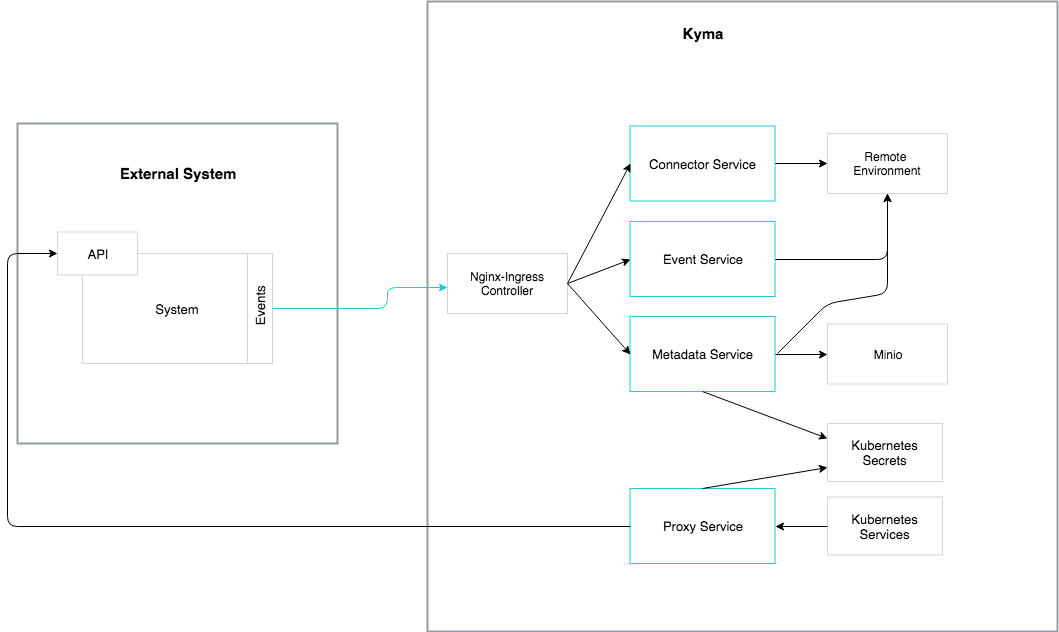 Kyma
External System
API
System
Events
Nginx-Ingress
Controller
Connector Service
Event Service
Metadata Service
Proxy Service
Remote
Environment
Minio
Kubernetes
Secrets
Kubernetes
Services